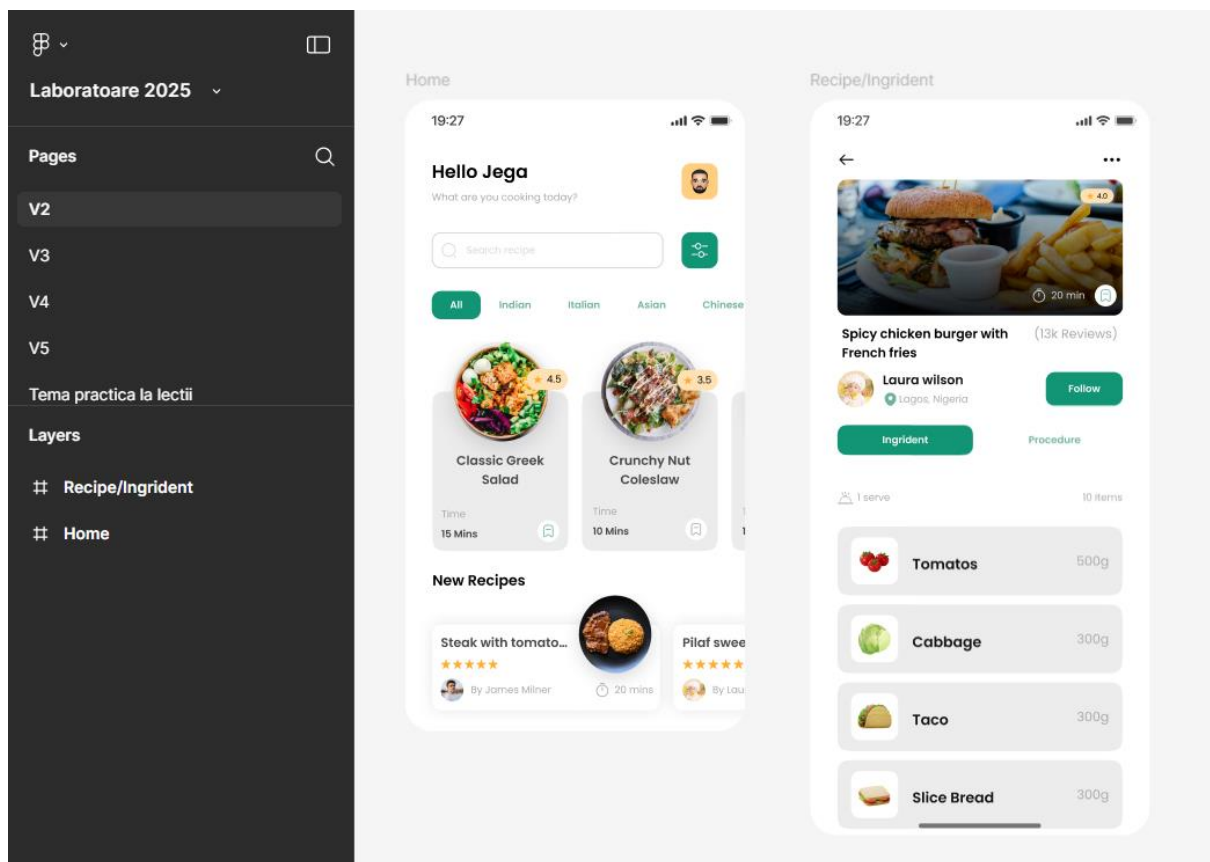 Laboratoare 2025
Pages
V2
V3
V4
V5
Tema practica la lectii
Layers
Recipe/Ingrident
Home
Home
19:27
Hello Jega
What are you cooking today?
Search recipe
All Indian Italian Asian Chinese
4.5
3.5
Classic Greek
Salad
Crunchy Nut
Coleslaw
Time
15 Mins
Time
10 Mins
New Recipes
Steak with tomato...
By James Milner
20 mins
Pilaf swee
By Lau
Recipe/Ingrident
19:27
4.0
20 min
Spicy chicken burger with
French fries
(13k Reviews)
Laura wilson
Lagos, Nigeria
Follow
Ingrident Procedure
1 serve 10 Items
Tomatos 500g
Cabbage 300g
Taco 300g
Slice Bread 300g